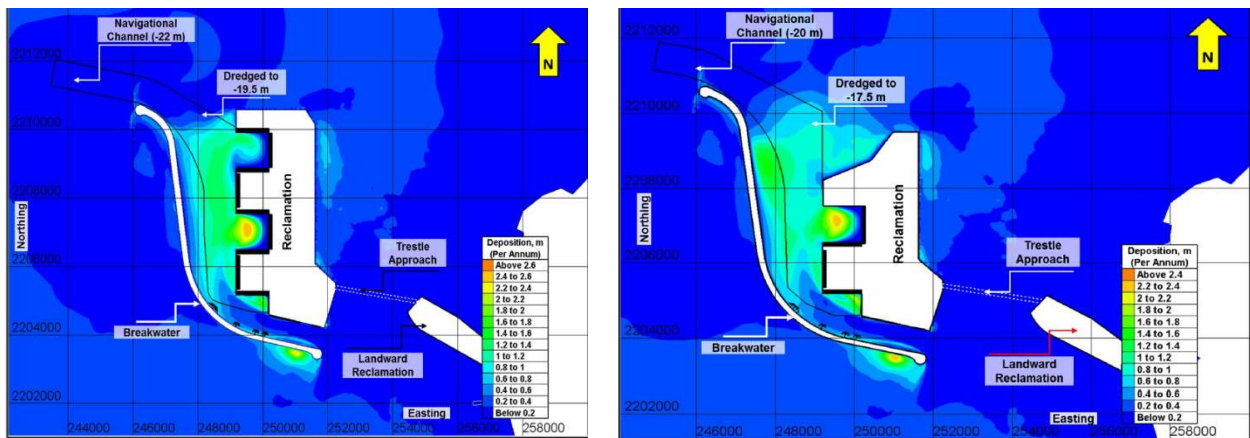 Navigational
Channel (-22 m)
N
Dredged to
-19.5 m
2212000
2210000
2208000
2206000
2204000
2202000
Northing
Reclamation
Trestle
Approach
Breakwater
Landward
Reclamation
Easting
244000
246000
248000
250000
252000
254000
256000
258000
Deposition, m
(Per Annum)
Above 2.6
2.4 to 2.6
2.2 to 2.4
2 to 2.2
1.8 to 2
1.6 to 1.8
1.4 to 1.6
1.2 to 1.4
1 to 1.2
0.8 to 1
0.6 to 0.8
0.4 to 0.6
0.2 to 0.4
Below 0.2
Navigational
Channel (-20 m)
N
Dredged to
-17.5 m
2212000
2210000
2208000
2206000
2204000
2202000
Northing
Reclamation
Trestle
Approach
Breakwater
Landward
Reclamation
Easting
246000
248000
250000
252000
254000
256000
258000
Deposition, m
(Per Annum)
Above 2.4
2.2 to 2.4
2 to 2.2
1.8 to 2
1.6 to 1.8
1.4 to 1.6
1.2 to 1.4
1 to 1.2
0.8 to 1
0.6 to 0.8
0.4 to 0.6
0.2 to 0.4
Below 0.2